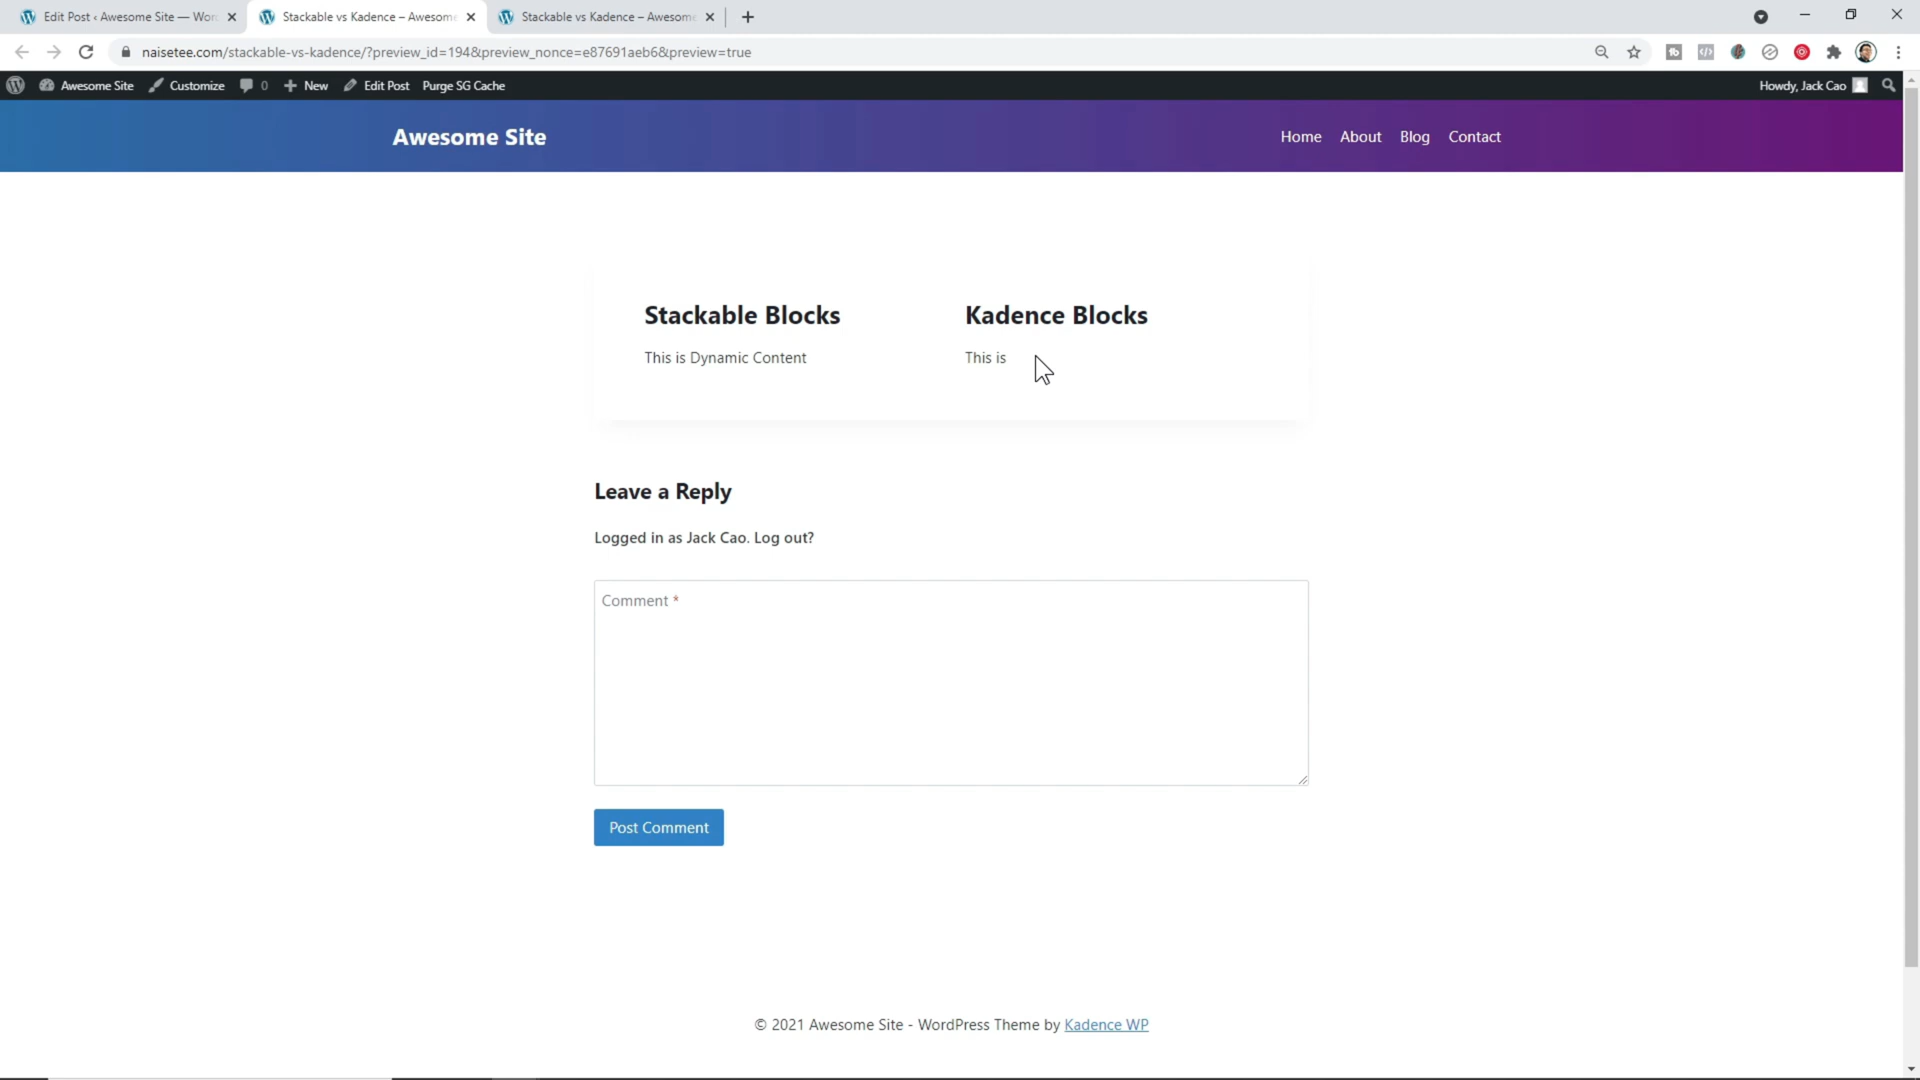 Edit Post ‹ Awesome Site — Wor
Stackable vs Kadence – Awesome
Stackable vs Kadence – Awesome
naisetee.com/stackable-vs-kadence/?preview_id=194&preview_nonce=e87691aeb6&preview=true
Awesome Site
Customize
0
New
Edit Post
Purge SG Cache
Howdy, Jack Cao
Awesome Site
Home
About
Blog
Contact
Stackable Blocks
Kadence Blocks
This is Dynamic Content
This is
Leave a Reply
Logged in as Jack Cao. Log out?
Comment *
Post Comment
© 2021 Awesome Site - WordPress Theme by Kadence WP